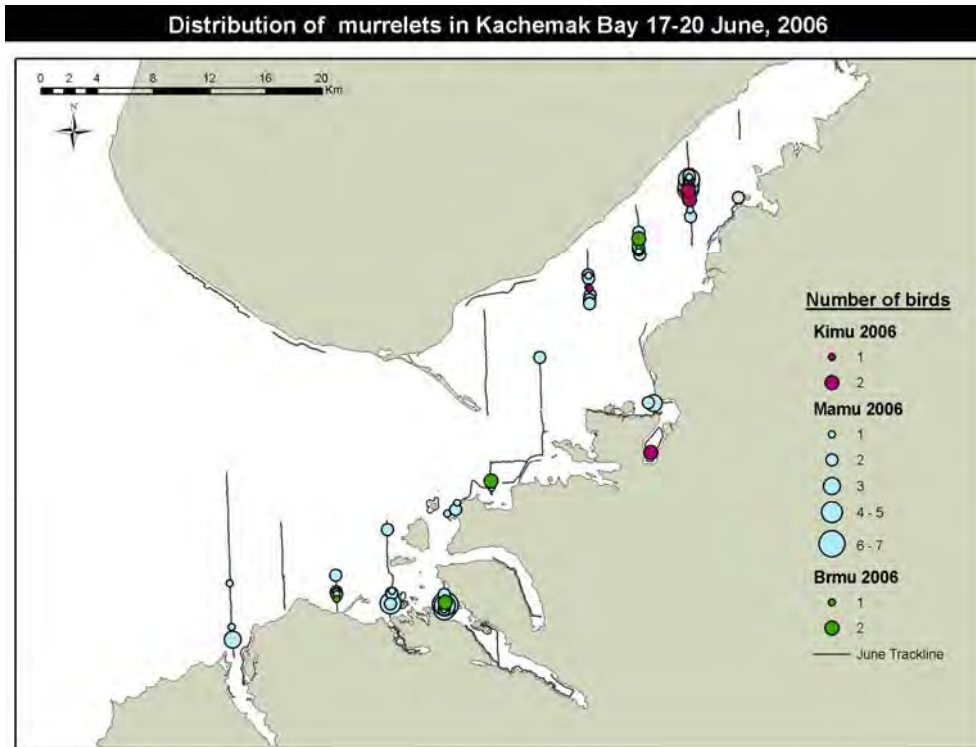 Distribution of murrelets in Kachemak Bay 17-20 June, 2006
0 2 4 8 12 16 20
Km
N
Number of birds
Kimu 2006
1
2
Mamu 2006
1
2
3
4 - 5
6 - 7
Brmu 2006
1
2
June Trackline